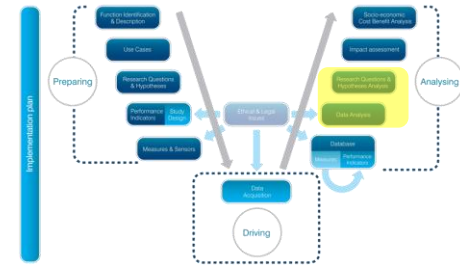 Implementation plan
Function Identification
& Description
Use Cases
Preparing
Research Questions
& Hypotheses
Performance
Indicators
Study
Design
Measures & Sensors
Ethical & Legal
Issues
Data
Acquisition
Driving
Socio-economic
Cost Benefit Analysis
Impact assessment
Research Questions &
Hypotheses Analysis
Analysing
Data Analysis
Database
Measures
Performance
Indicators